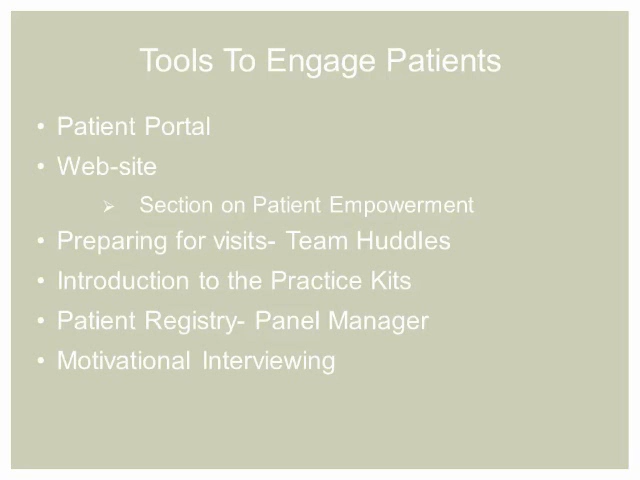 Tools To Engage Patients
• Patient Portal
• Web-site
➢ Section on Patient Empowerment
• Preparing for visits- Team Huddles
• Introduction to the Practice Kits
• Patient Registry- Panel Manager
• Motivational Interviewing